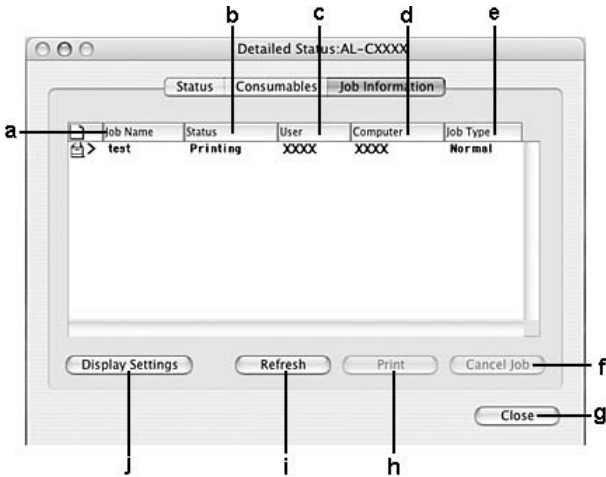 b c d e
Detailed Status:AL-CXXXX
Status Consumables Job Information
a Job Name Status User Computer Job Type
test Printing XXXX XXXX Normal
Display Settings Refresh Print Cancel Job f
Close g
j i h